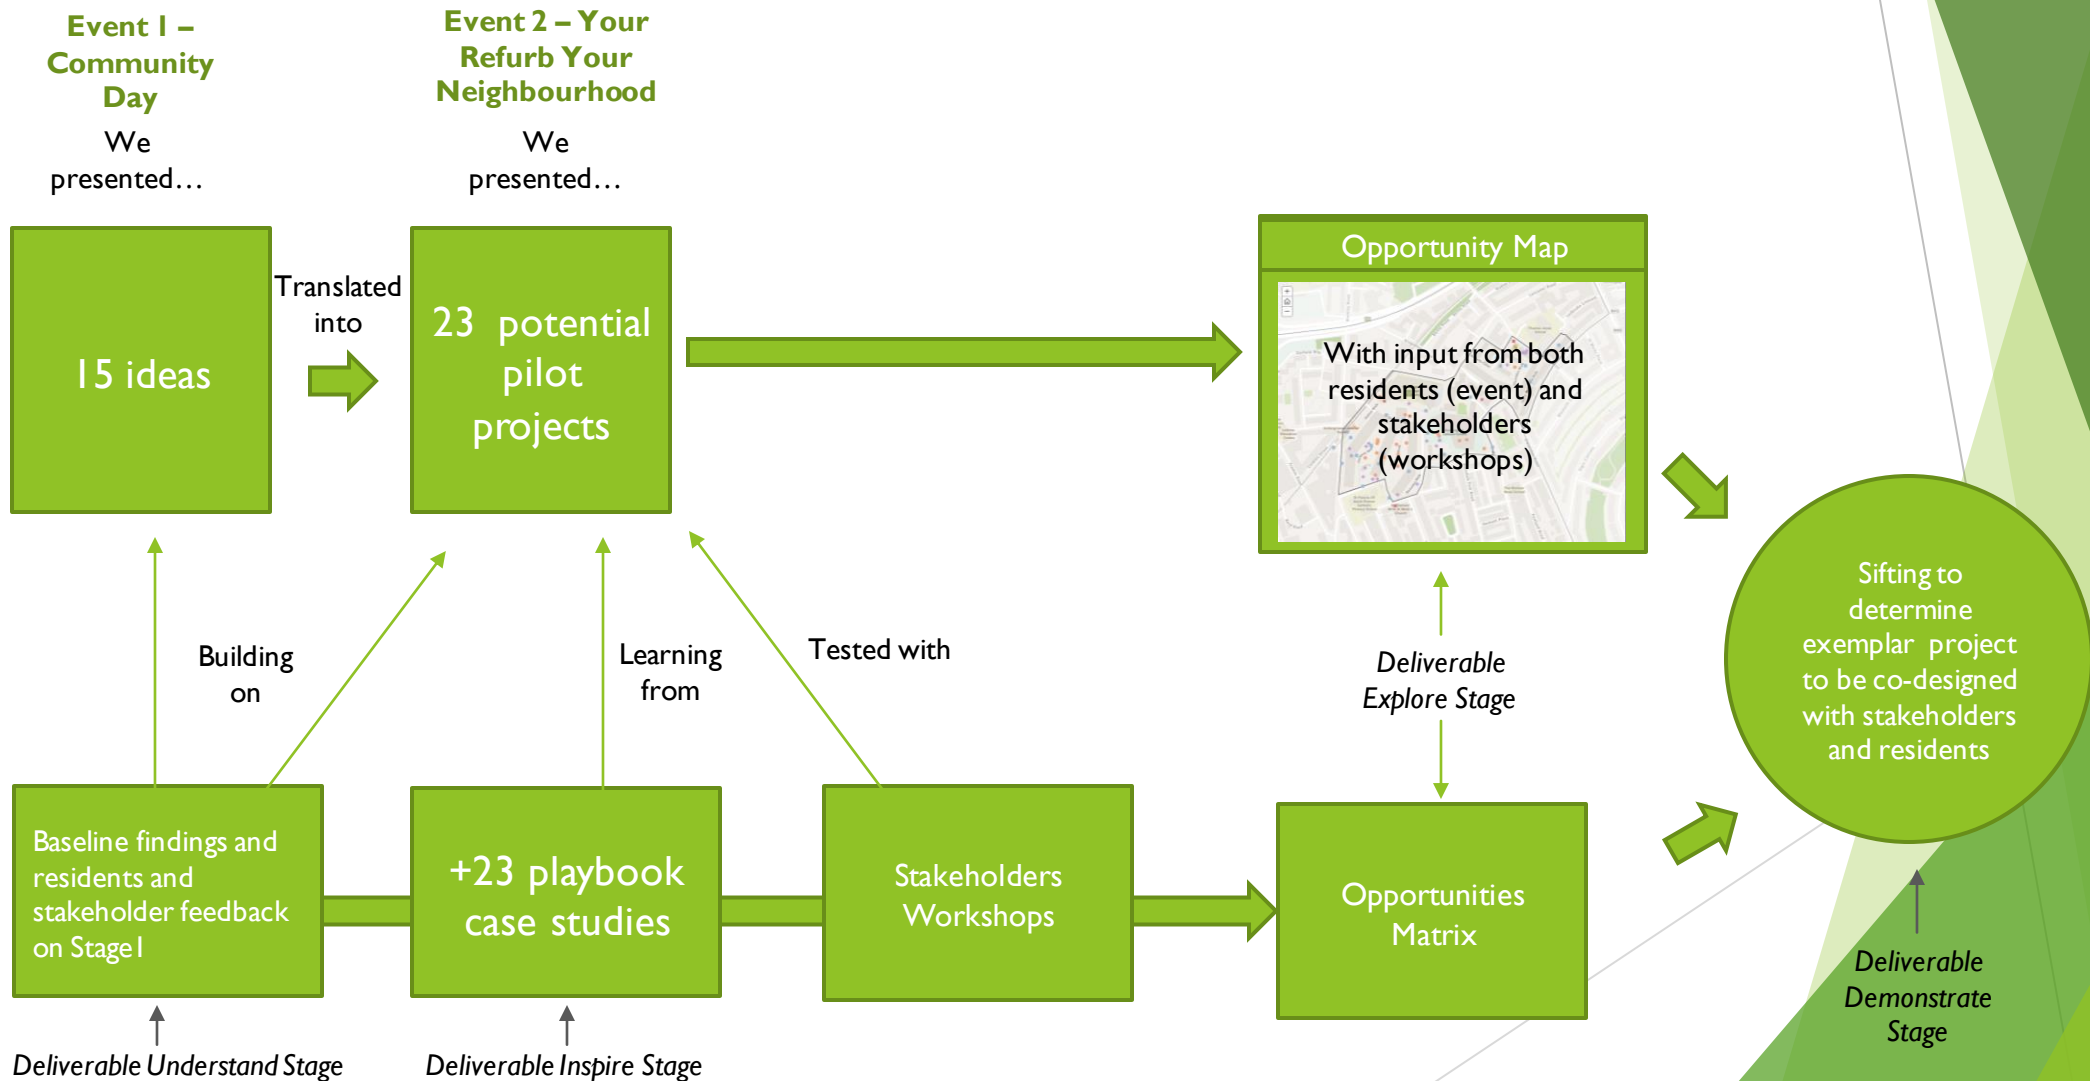 Event 1 –
Community
Day
We
presented…
Event 2 – Your
Refurb Your
Neighbourhood
We
presented…
15 ideas
Translated
into
23 potential
pilot
projects
Opportunity Map
With input from both
residents (event) and
stakeholders
(workshops)
Building
on
Learning
from
Tested with
Deliverable
Explore Stage
Sifting to
determine
exemplar project
to be co-designed
with stakeholders
and residents
Baseline findings and
residents and
stakeholder feedback
on Stage1
+23 playbook
case studies
Stakeholders
Workshops
Opportunities
Matrix
Deliverable
Demonstrate
Stage
Deliverable Understand Stage
Deliverable Inspire Stage